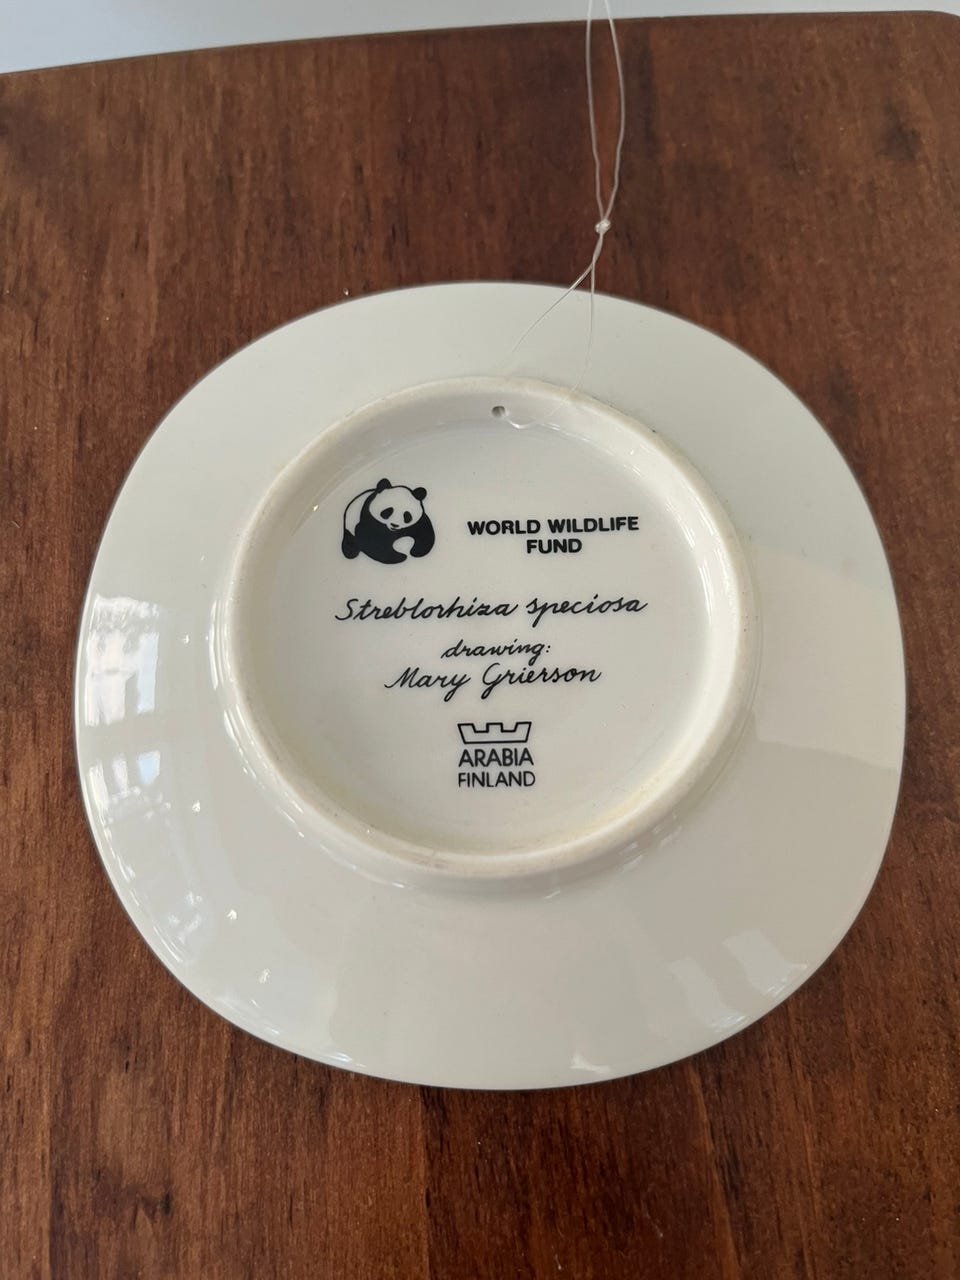 WORLD WILDLIFE
FUND
Streblorhiza speciosa
drawing:
Mary Grierson
ARABIA
FINLAND